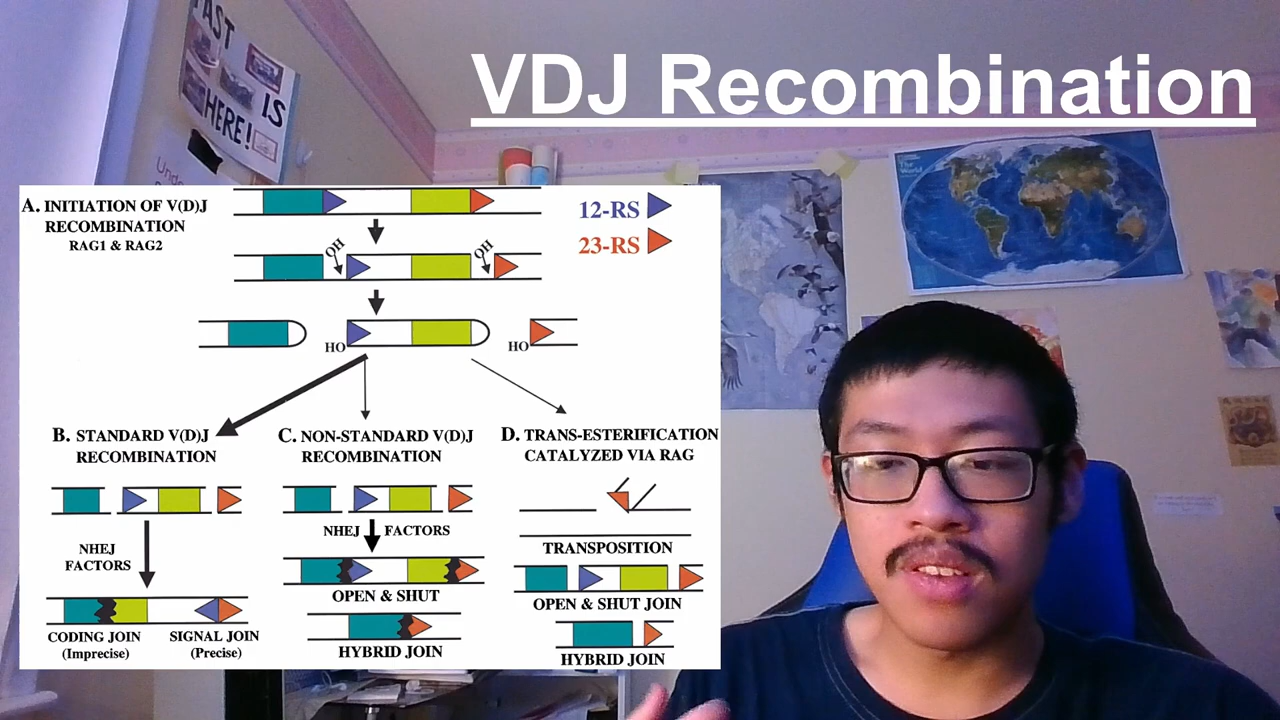 VDJ Recombination
FAST
IS
HERE!
Unde
A. INITIATION OF V(D)J
RECOMBINATION
RAG1 & RAG2
12-RS
23-RS
OH
OH
HO
HO
B. STANDARD V(D)J
RECOMBINATION
NHEJ
FACTORS
CODING JOIN
(Imprecise)
SIGNAL JOIN
(Precise)
C. NON-STANDARD V(D)J
RECOMBINATION
NHEJ FACTORS
OPEN & SHUT
HYBRID JOIN
D. TRANS-ESTERIFICATION
CATALYZED VIA RAG
TRANSPOSITION
OPEN & SHUT JOIN
HYBRID JOIN